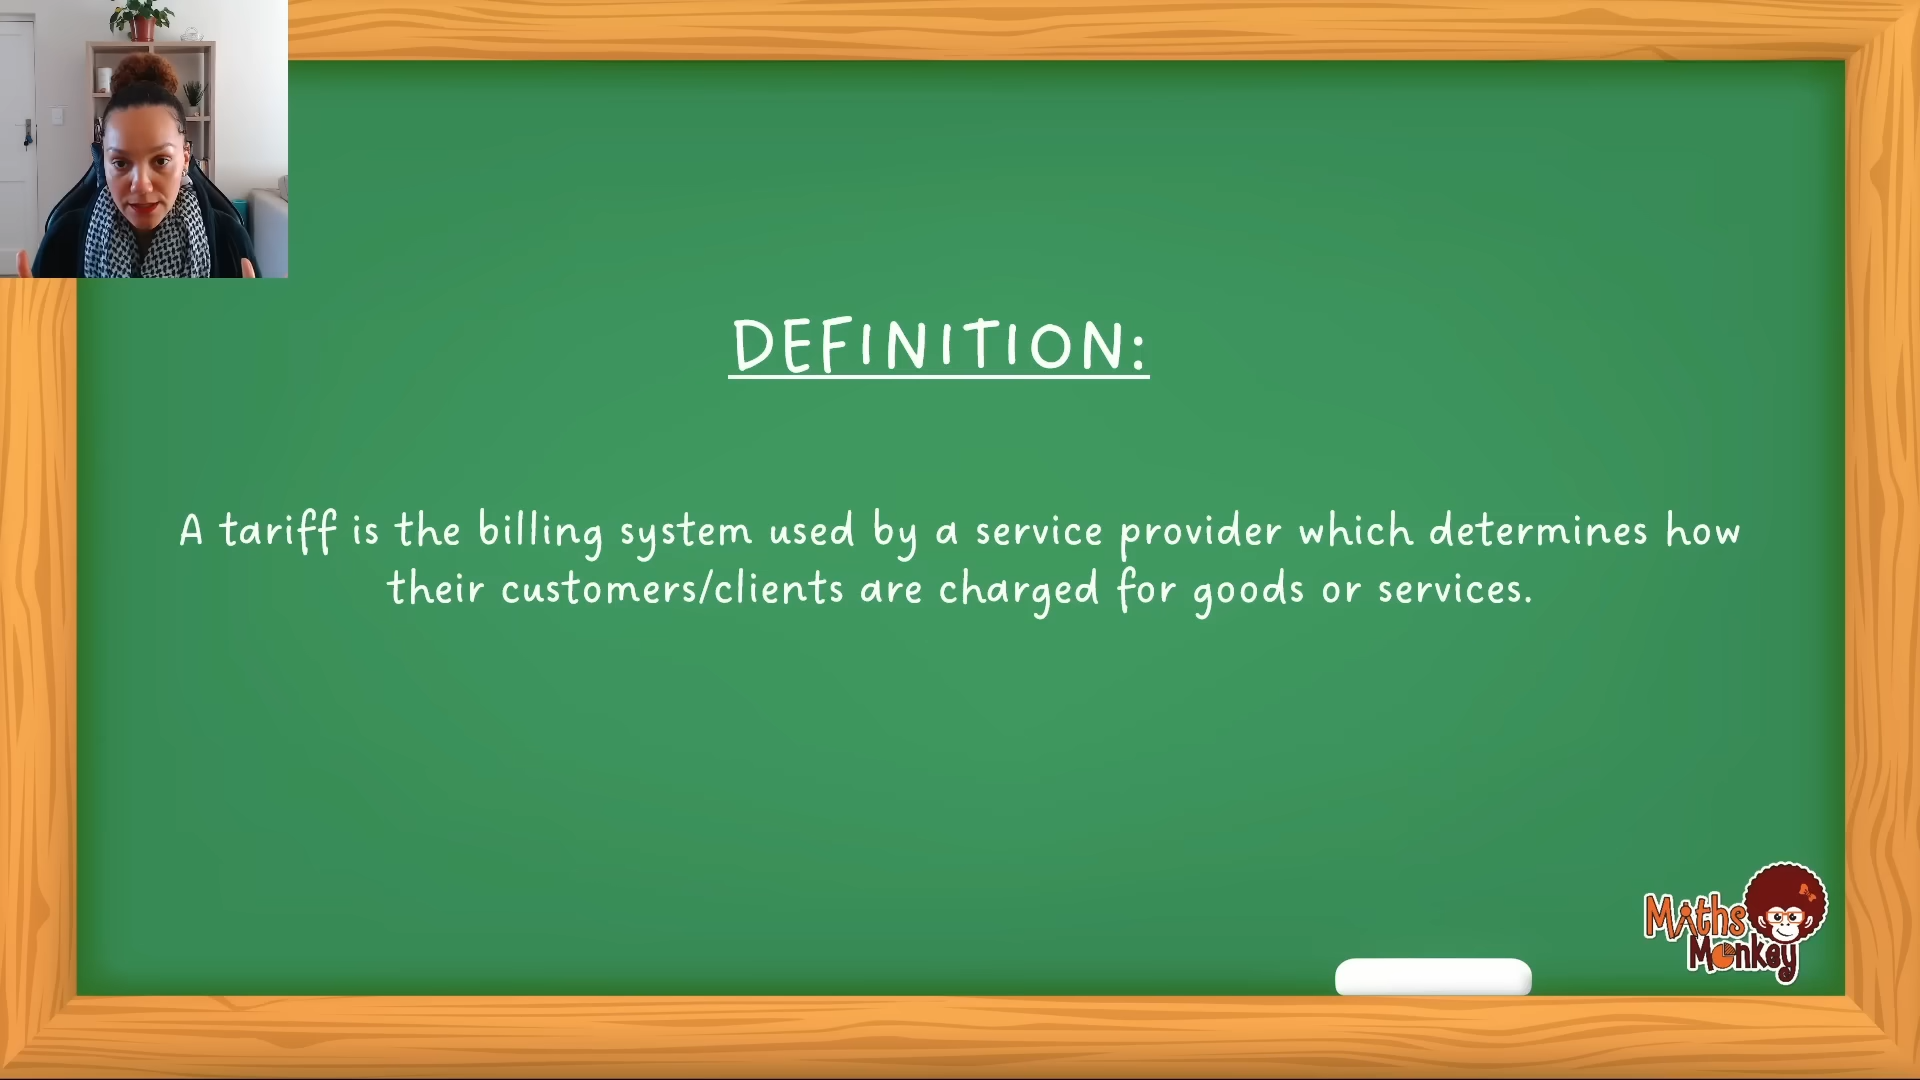 DEFINITION:
A tariff is the billing system used by a service provider which determines how
their customers/clients are charged for goods or services.
Maths
Monkey